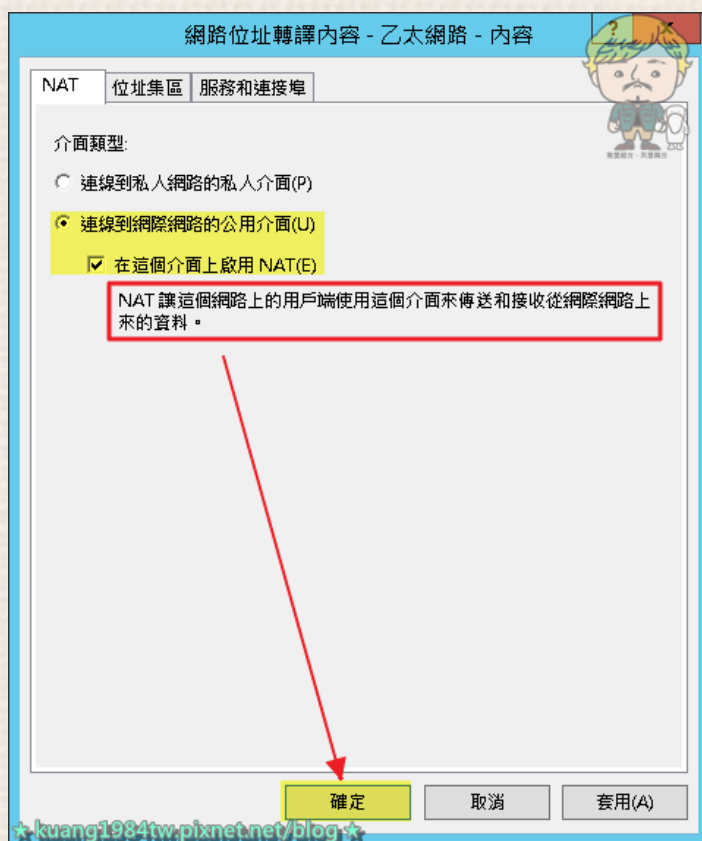 網路位址轉譯內容 - 乙太網路 - 內容
? X
NAT 位址集區 服務和連接埠
介面類型:
連線到私人網路的私人介面(P)
連線到網際網路的公用介面(U)
在這個介面上啟用 NAT(E)
NAT 讓這個網路上的用戶端使用這個介面來傳送和接收從網際網路上
來的資料。
確定 取消 套用(A)
★ kuang1984tw.pixnet.net/blog ★